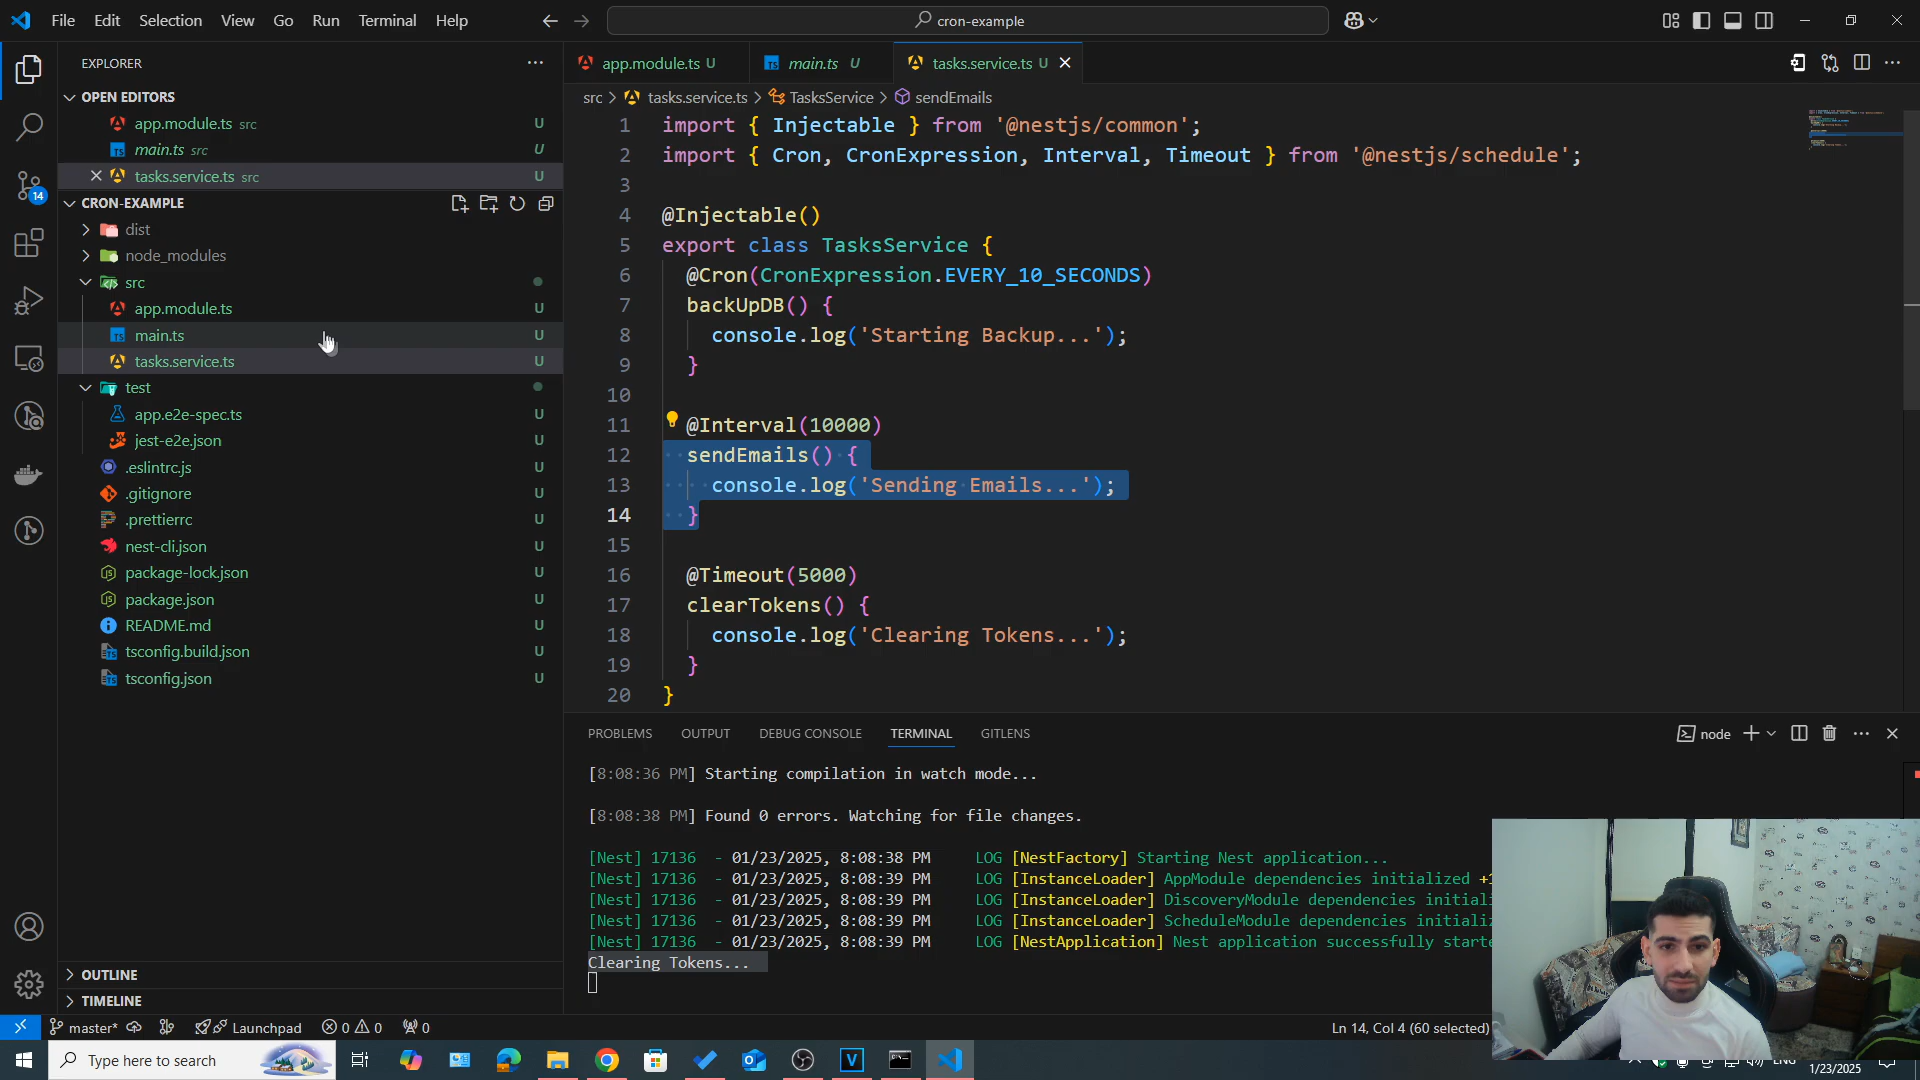 File Edit Selection View Go Run Terminal Help
cron-example
EXPLORER
OPEN EDITORS
app.module.ts src U
main.ts src U
tasks.service.ts src U
CRON-EXAMPLE
dist
node_modules
src
app.module.ts U
main.ts U
tasks.service.ts U
test
app.e2e-spec.ts U
jest-e2e.json U
.eslintrc.js U
.gitignore U
.prettierrc U
nest-cli.json U
package-lock.json U
package.json U
README.md U
tsconfig.build.json U
tsconfig.json U
OUTLINE
TIMELINE
14
app.module.ts U main.ts U tasks.service.ts U
src > tasks.service.ts > TasksService > sendEmails
1 import { Injectable } from '@nestjs/common';
2 import { Cron, CronExpression, Interval, Timeout } from '@nestjs/schedule';
3
4 @Injectable()
5 export class TasksService {
6 @Cron(CronExpression.EVERY_10_SECONDS)
7 backUpDB() {
8 console.log('Starting Backup...');
9 }
10
11 @Interval(10000)
12 sendEmails() {
13 console.log('Sending Emails...');
14 }
15
16 @Timeout(5000)
17 clearTokens() {
18 console.log('Clearing Tokens...');
19 }
20 }
PROBLEMS OUTPUT DEBUG CONSOLE TERMINAL GITLENS
node
[8:08:36 PM] Starting compilation in watch mode...
[8:08:38 PM] Found 0 errors. Watching for file changes.
[Nest] 17136 - 01/23/2025, 8:08:38 PM LOG [NestFactory] Starting Nest application...
[Nest] 17136 - 01/23/2025, 8:08:39 PM LOG [InstanceLoader] AppModule dependencies initialized
[Nest] 17136 - 01/23/2025, 8:08:39 PM LOG [InstanceLoader] DiscoveryModule dependencies
[Nest] 17136 - 01/23/2025, 8:08:39 PM LOG [InstanceLoader] ScheduleModule dependencies
[Nest] 17136 - 01/23/2025, 8:08:39 PM LOG [NestApplication] Nest application successfully
Clearing Tokens...
master* Launchpad 0 0 0
Ln 14, Col 4 (60 selected)
Type here to search
1/23/2025